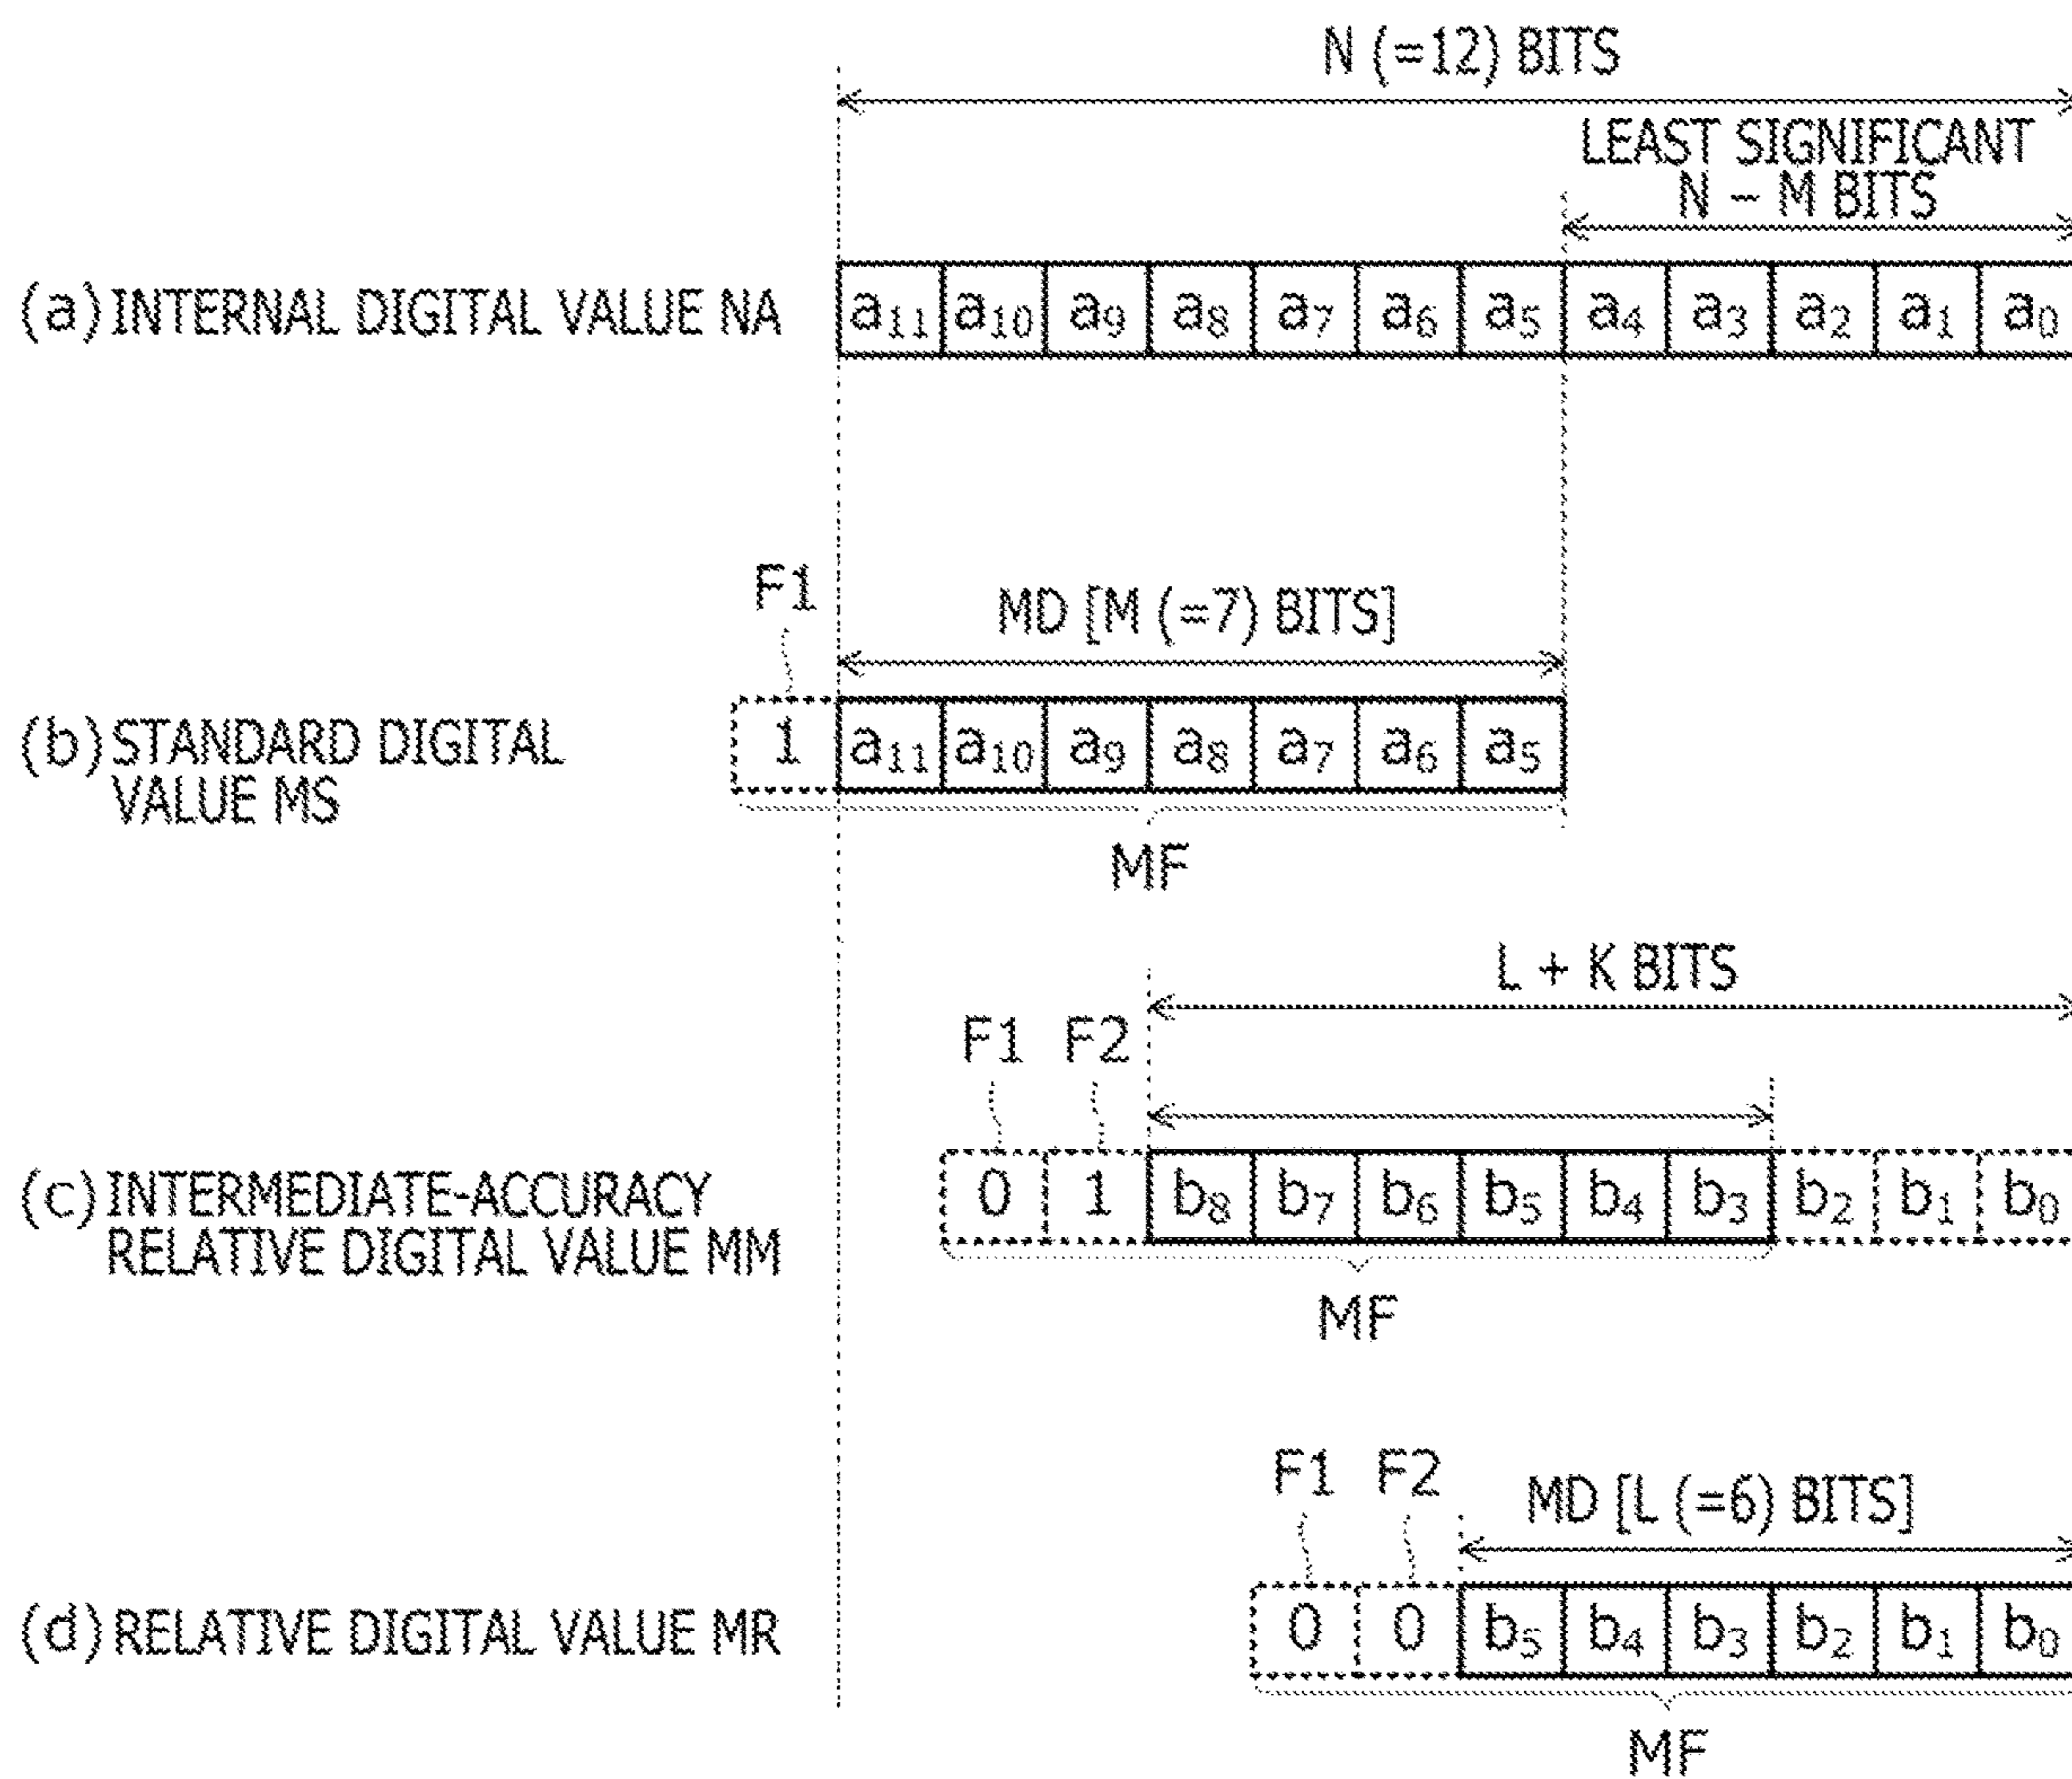 N (=12) BITS
LEAST SIGNIFICANT
N − M BITS
(a) INTERNAL DIGITAL VALUE NA
a11 a10 a9 a8 a7 a6 a5 a4 a3 a2 a1 a0
F1
MD [M (=7) BITS]
(b) STANDARD DIGITAL
VALUE MS
1 a11 a10 a9 a8 a7 a6 a5
MF
L + K BITS
F1 F2
(c) INTERMEDIATE-ACCURACY
RELATIVE DIGITAL VALUE MM
0 1 b8 b7 b6 b5 b4 b3 b2 b1 b0
MF
F1 F2
MD [L (=6) BITS]
(d) RELATIVE DIGITAL VALUE MR
0 0 b5 b4 b3 b2 b1 b0
MF